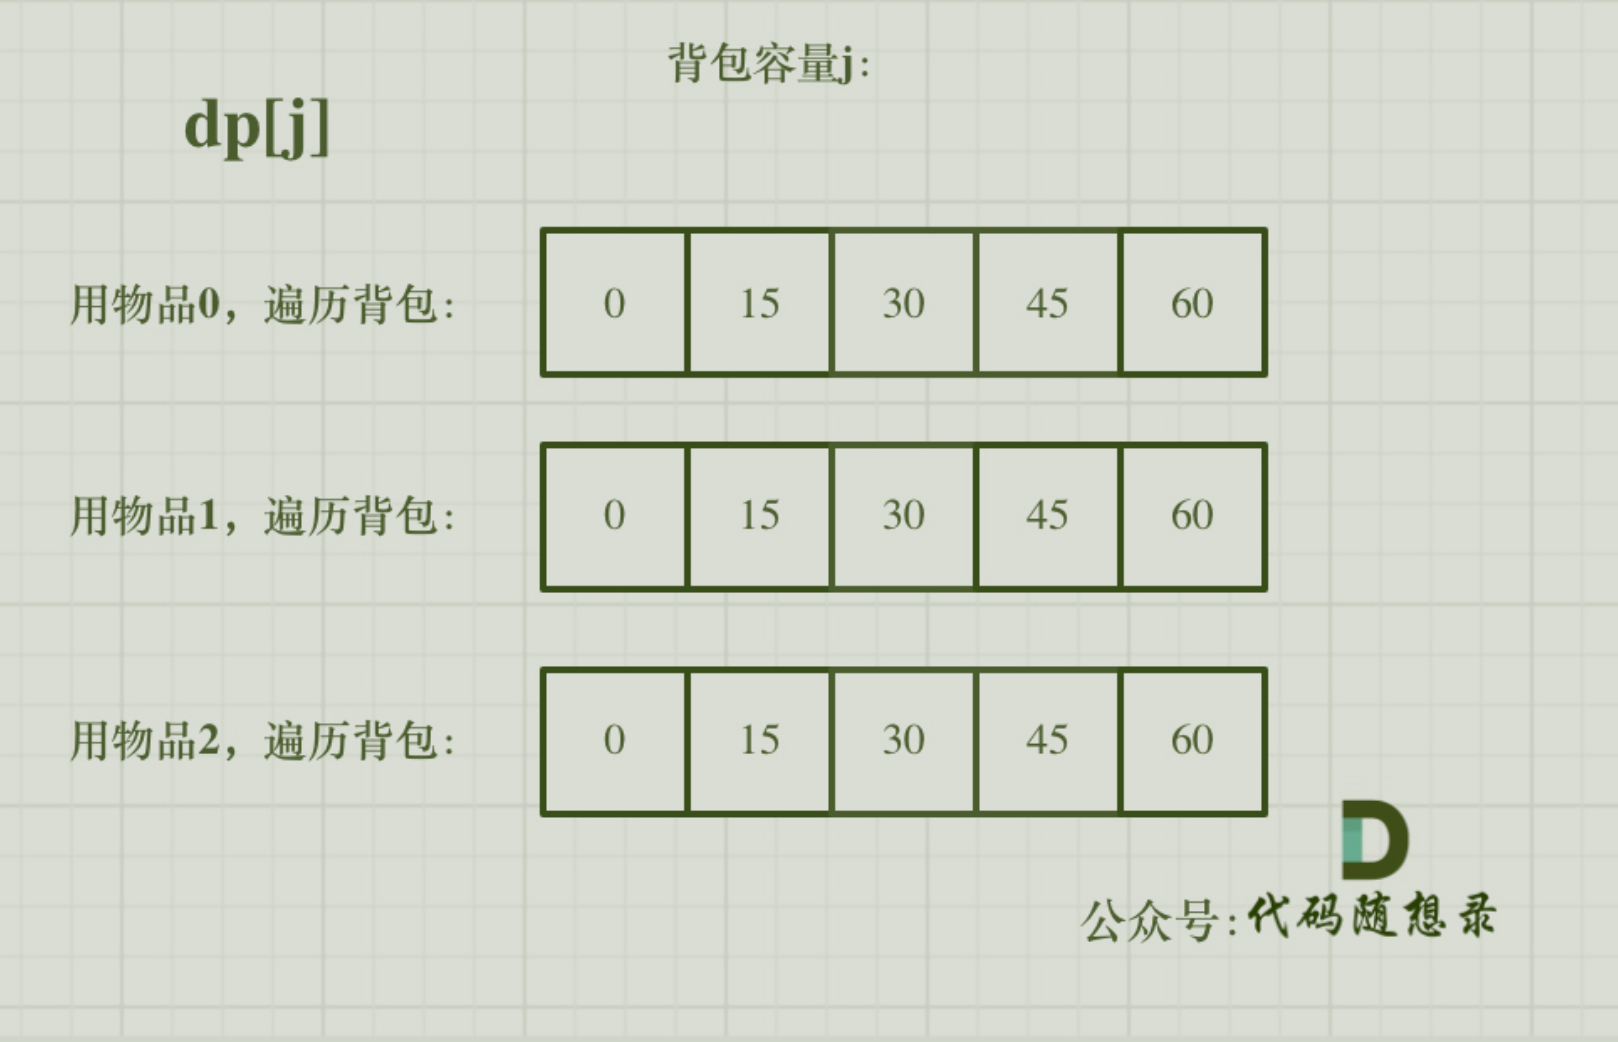 背包容量j:
dp[j]
用物品0，遍历背包: 0 15 30 45 60
用物品1，遍历背包: 0 15 30 45 60
用物品2，遍历背包: 0 15 30 45 60
公众号:代码随想录